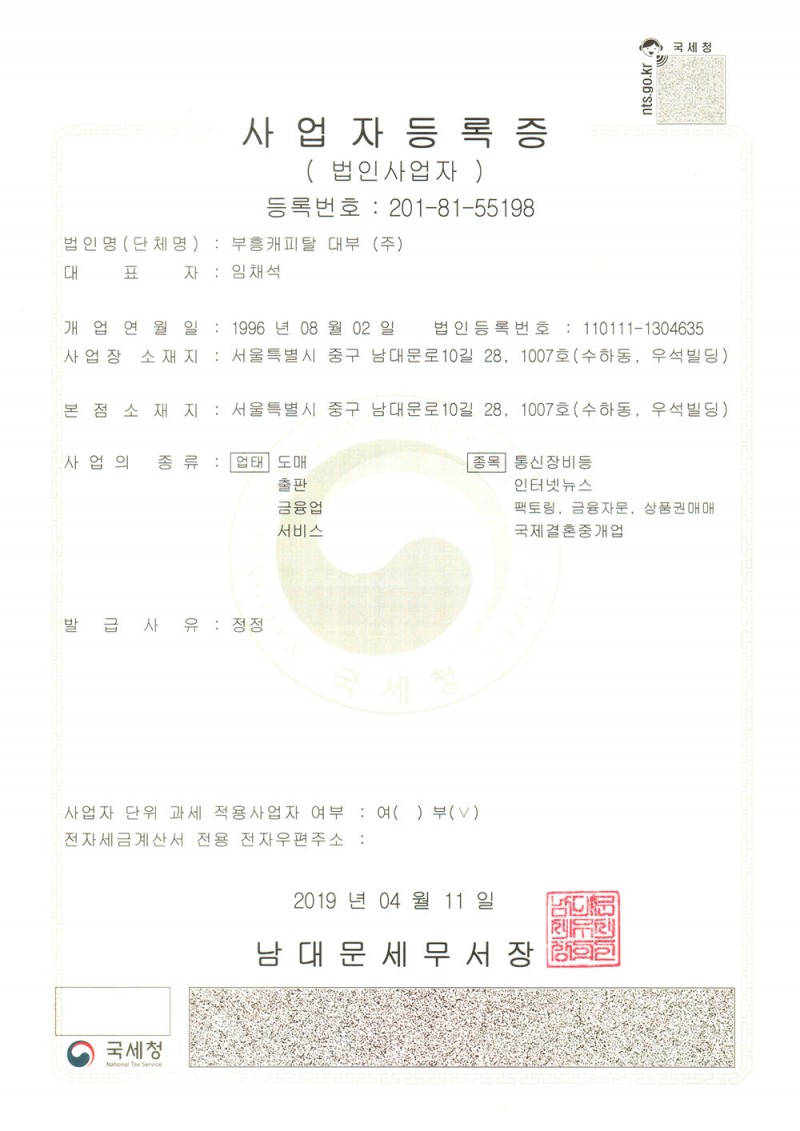 국세청
nts.go.kr
사업자등록증
( 법인사업자 )
등록번호 : 201-81-55198
법인명(단체명) : 부흥캐피탈 대부 (주)
대 표 자 : 임채석
개 업 연 월 일 : 1996 년 08 월 02 일 법인등록번호 : 110111-1304635
사업장 소재지 : 서울특별시 중구 남대문로10길 28, 1007호(수하동, 우석빌딩)
본 점 소 재 지 : 서울특별시 중구 남대문로10길 28, 1007호(수하동, 우석빌딩)
사 업 의 종 류 : 업태 도매 종목 통신장비등
출판 인터넷뉴스
금융업 팩토링, 금융자문, 상품권매매
서비스 국제결혼중개업
발 급 사 유 : 정정
국세청
사업자 단위 과세 적용사업자 여부 : 여( ) 부(∨)
전자세금계산서 전용 전자우편주소 :
2019 년 04 월 11 일
남대문세무서장
국세청
National Tax Service